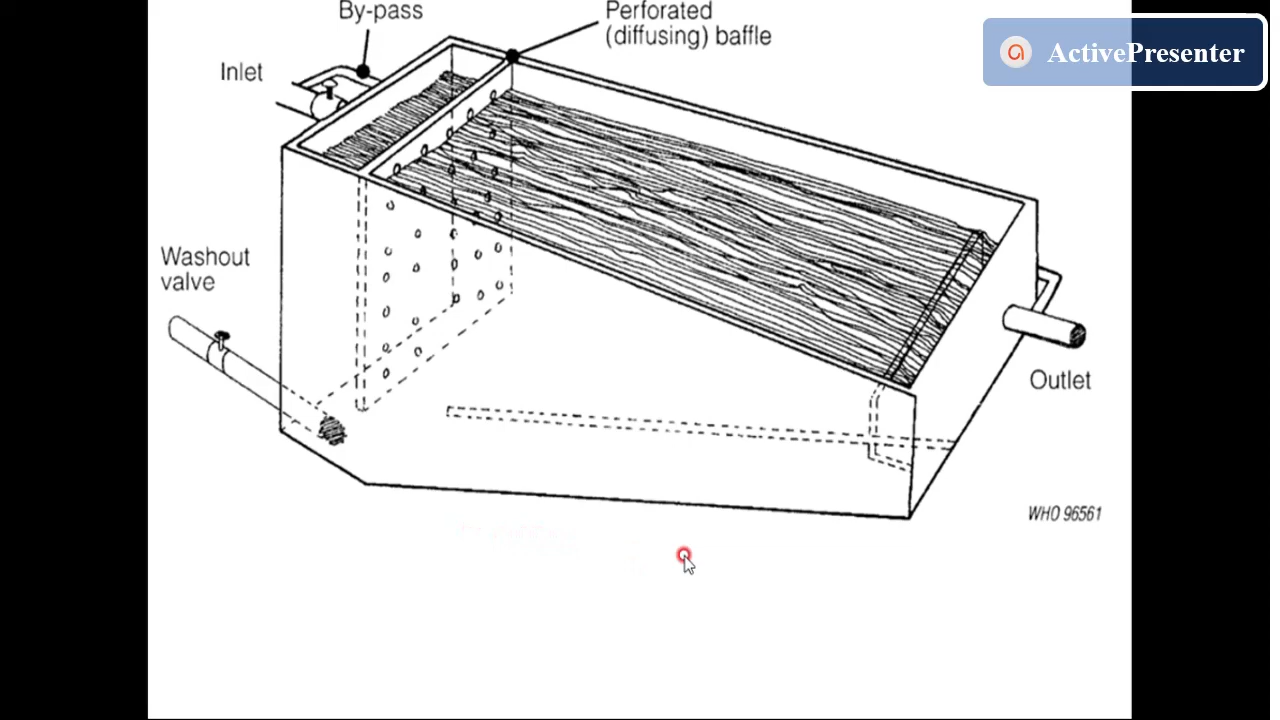 By-pass
Perforated
(diffusing) baffle
ActivePresenter
Inlet
Washout
valve
Outlet
WHO 96561